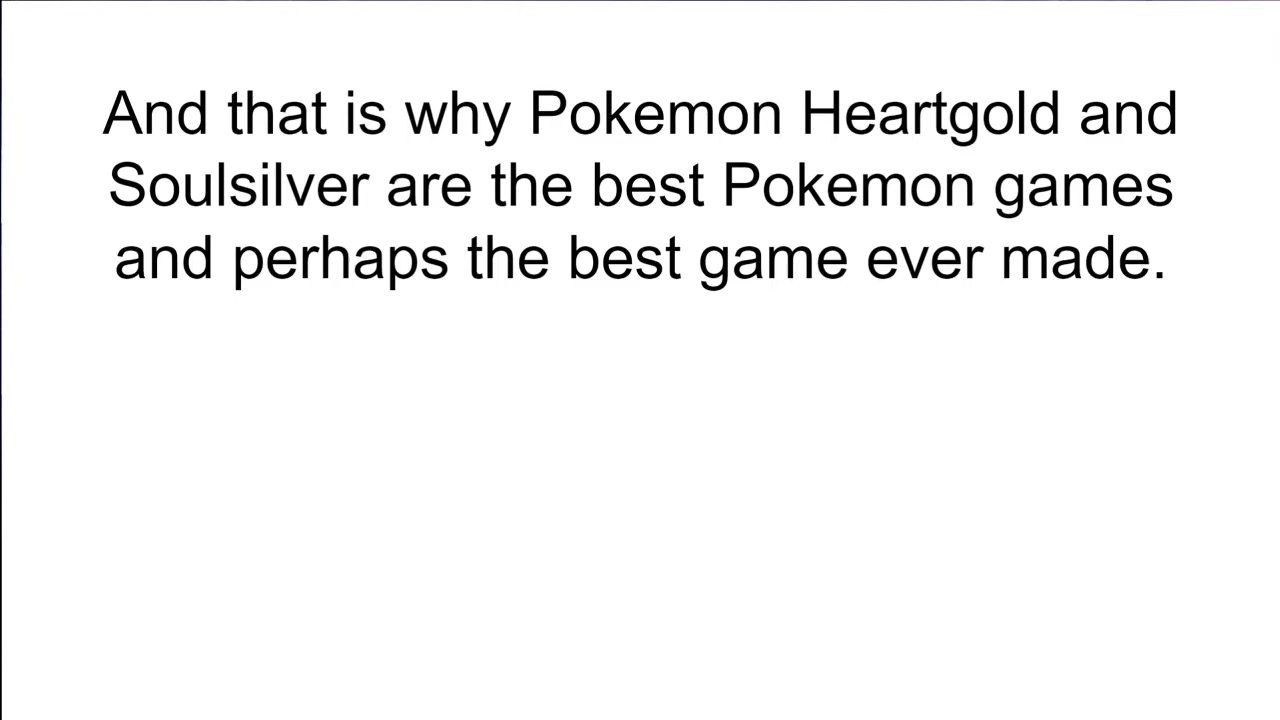 And that is why Pokemon Heartgold and
Soulsilver are the best Pokemon games
and perhaps the best game ever made.